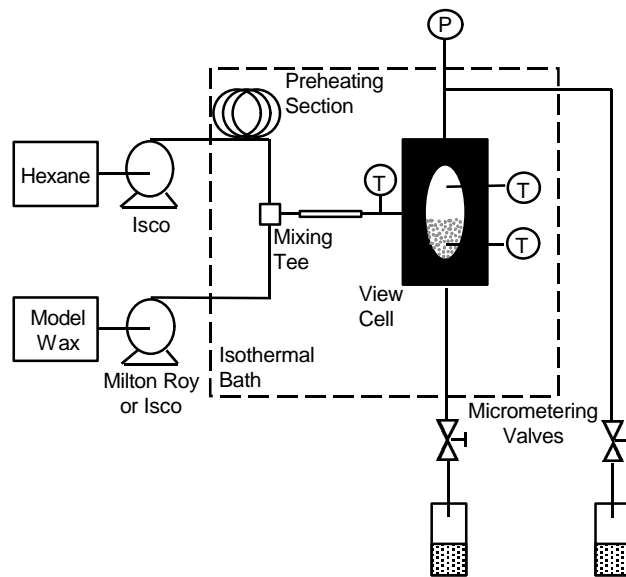 P
Preheating
Section
Hexane
Isco
T
T
Mixing
Tee
T
View
Cell
Model
Wax
Isothermal
Bath
Milton Roy
or Isco
Micrometering
Valves